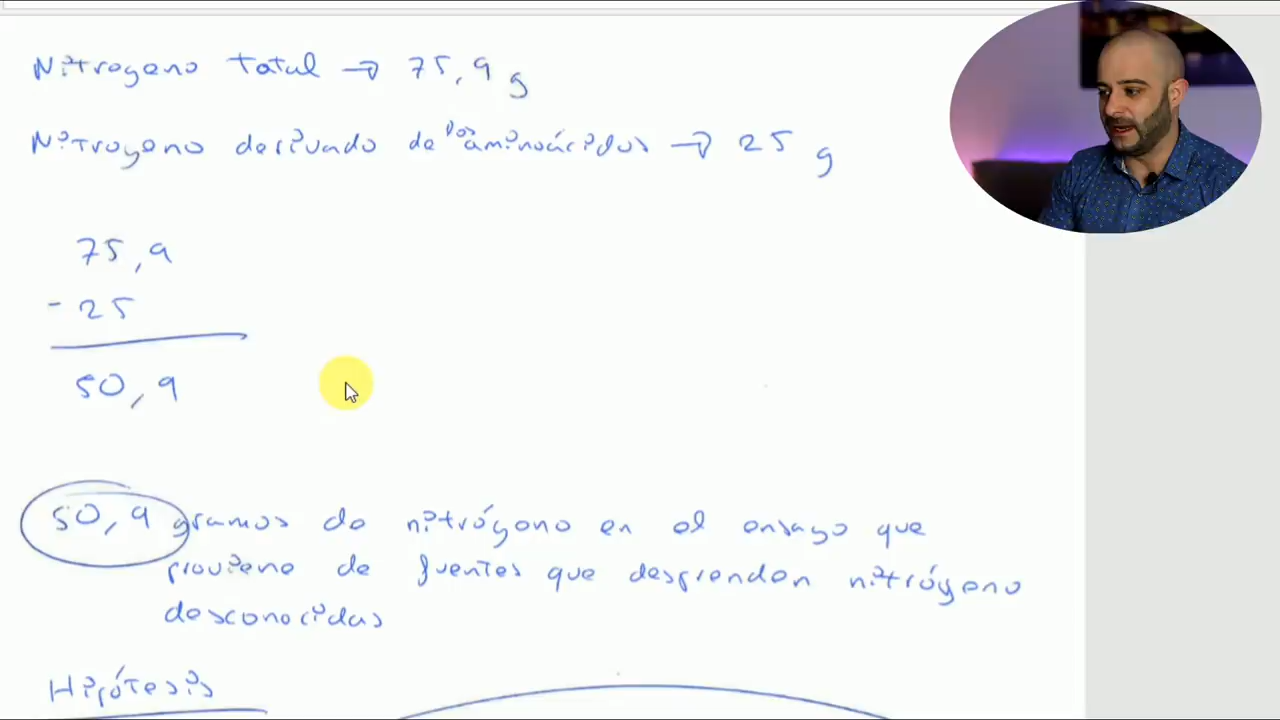 Nitrogeno total → 75,9 g
Nitrogeno derivado de los aminoácidos → 25 g
75,9
- 25
50,9
50,9 gramos de nitrógeno en el ensayo que
proviene de fuentes que desprenden nitrógeno
desconocidas
Hipótesis